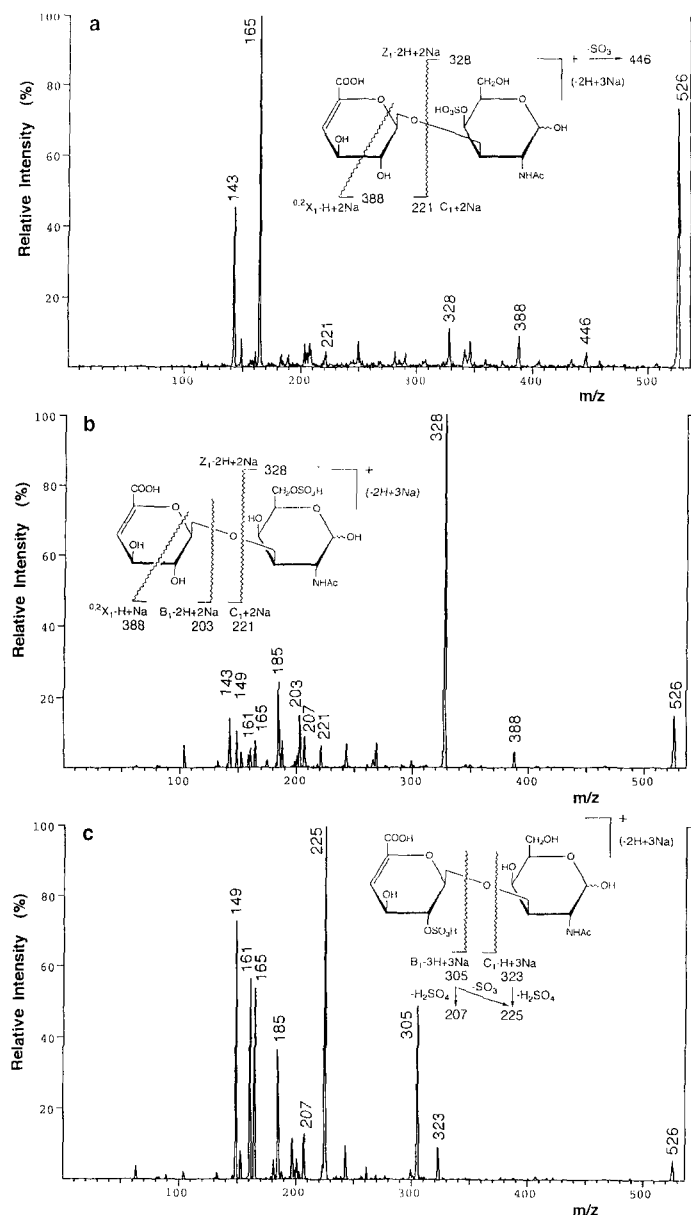 a
Relative Intensity (%)
100
80
60
40
20
165
143
221
328
388
446
526
Z₁-2H+2Na 328
+ -SO₃ 446
(-2H+3Na)
COOH
O
OH
OH
O
CH₂OH
HO₃SO
O
OH
NHAc
⁰,²X₁-H+2Na 388
221 C₁+2Na
100 200 300 400 500
m/z
b
Relative Intensity (%)
100
80
60
40
20
328
143
149
161
165
185
203
207
221
388
526
Z₁-2H+2Na 328
+
(-2H+3Na)
COOH
O
OH
OH
O
CH₂OSO₃H
HO
O
OH
NHAc
⁰,²X₁-H+Na B₁-2H+2Na C₁+2Na
388 203 221
100 200 300 400 500
m/z
c
Relative Intensity (%)
100
80
60
40
20
149
161
165
185
207
225
305
323
526
+
(-2H+3Na)
COOH
O
OH
OSO₃H
O
CH₂OH
HO
O
OH
NHAc
B₁-3H+3Na C₁-H+3Na
305 323
-H₂SO₄ -SO₃ -H₂SO₄
207 225
100 200 300 400 500
m/z